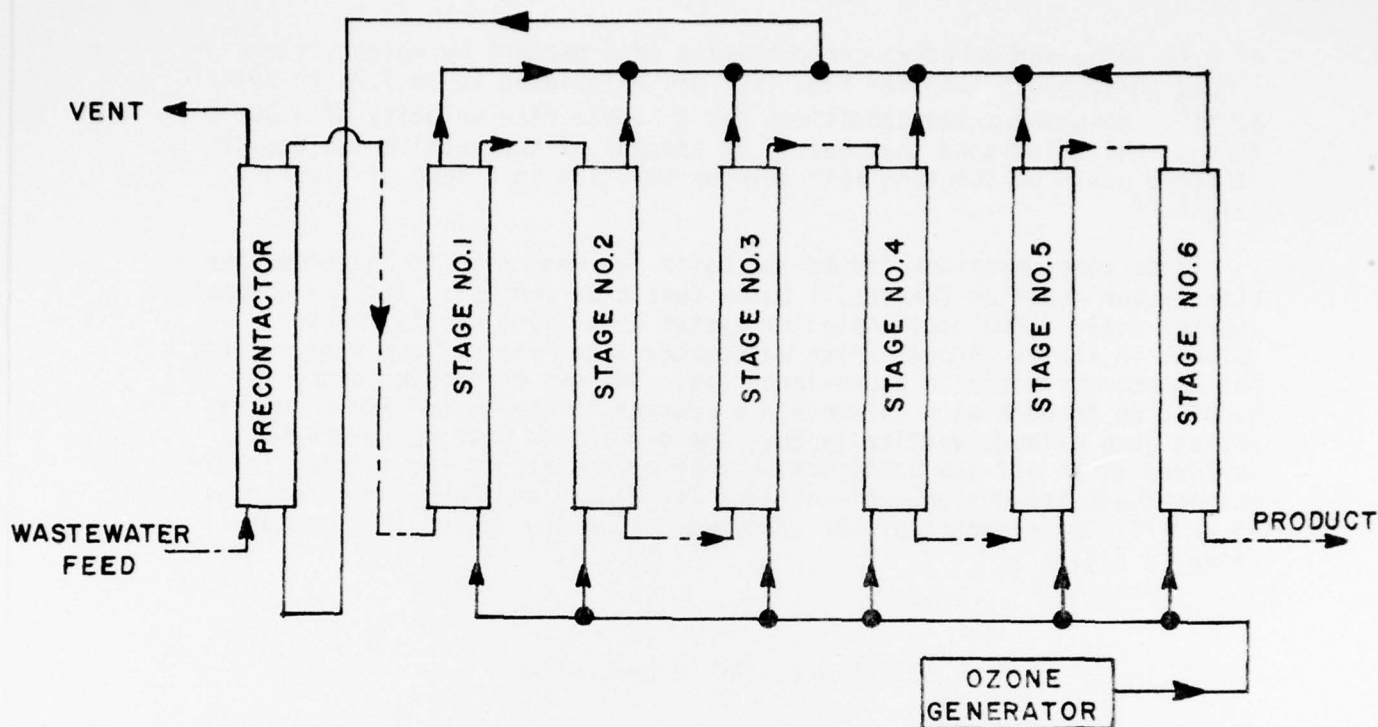 VENT
PRECONTACTOR
STAGE NO.1
STAGE NO.2
STAGE NO.3
STAGE NO.4
STAGE NO.5
STAGE NO.6
WASTEWATER
FEED
PRODUCT
OZONE
GENERATOR